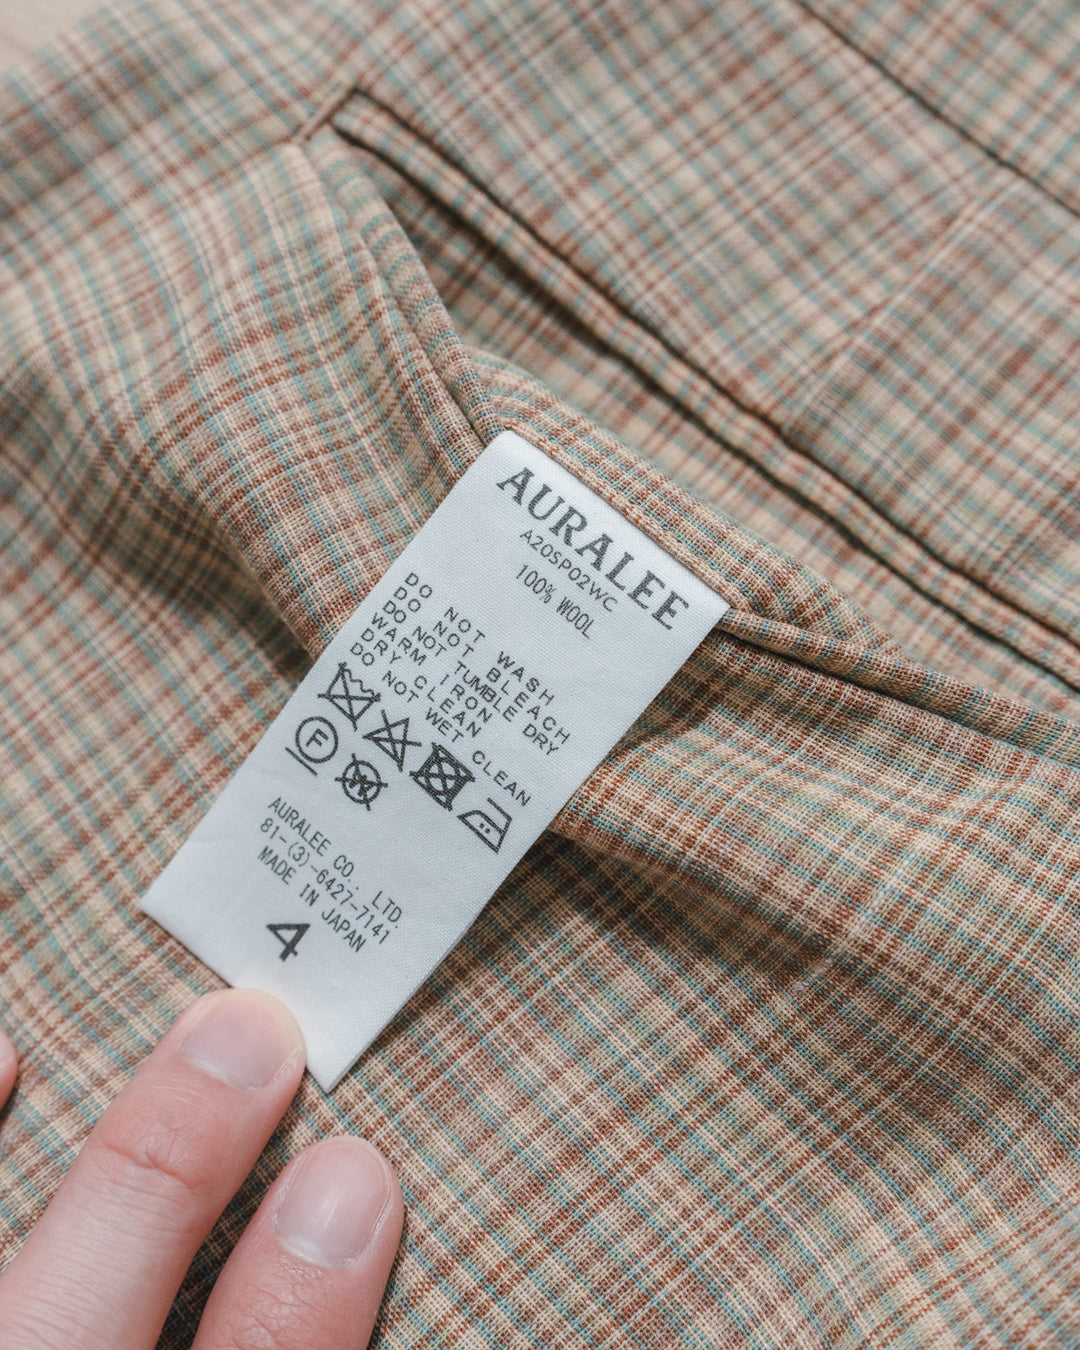 AURALEE
A20SP02WC
100% WOOL
DO NOT WASH
DO NOT BLEACH
DO NOT TUMBLE DRY
WARM IRON
DRY CLEAN
DO NOT WET CLEAN
F
W
AURALEE CO., LTD.
81-(3)-6427-7141
MADE IN JAPAN
4